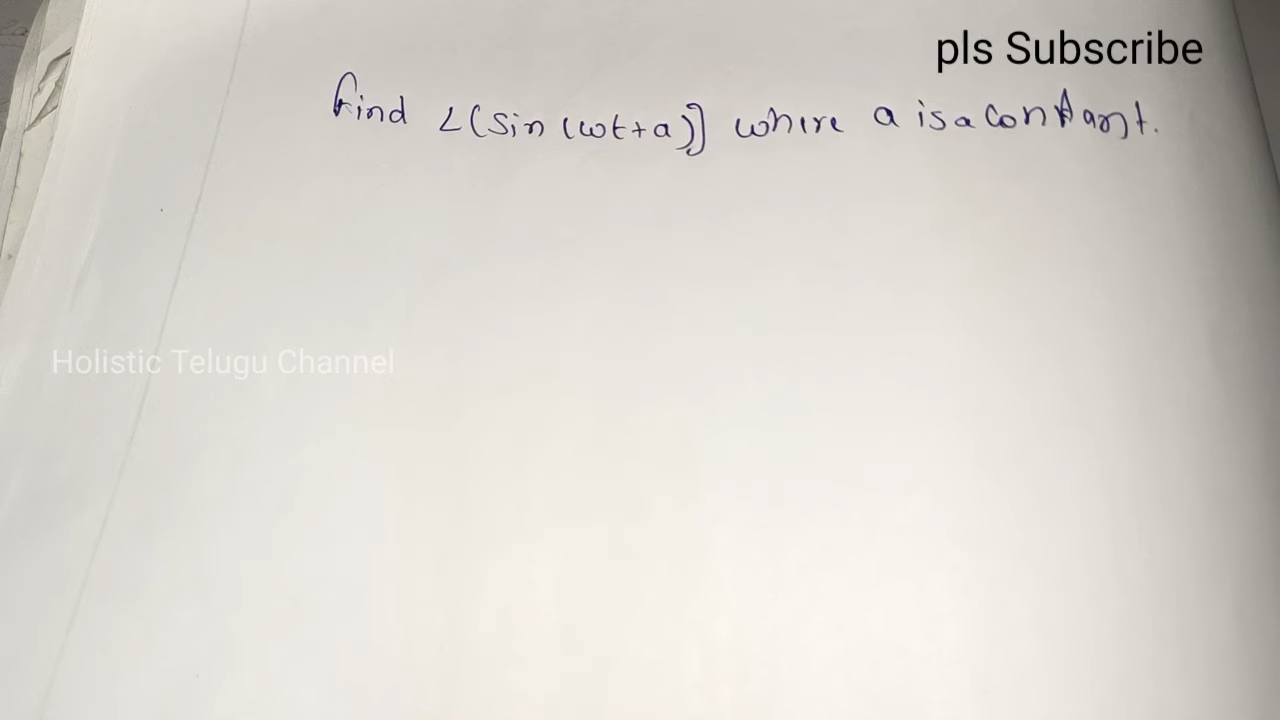 pls Subscribe
Find L[Sin (ωt+a)] where a is a constant.
Holistic Telugu Channel